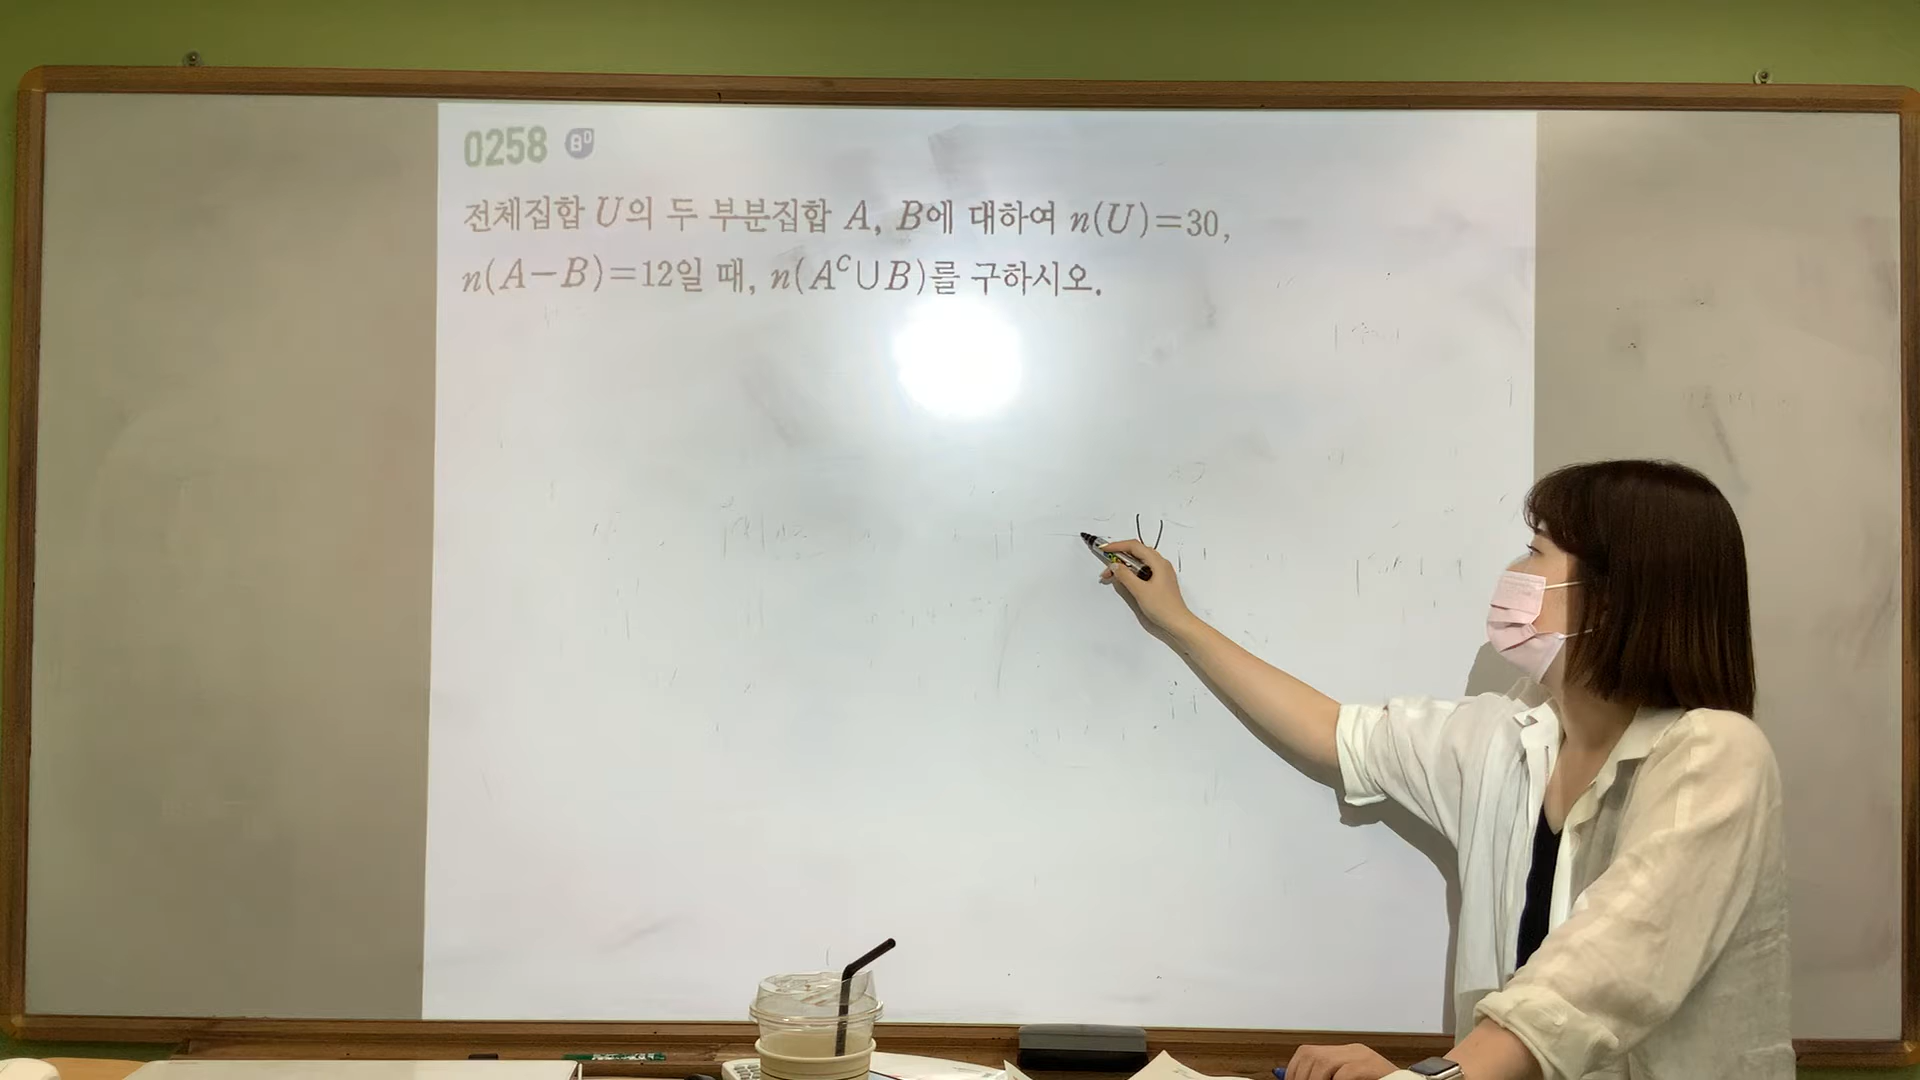 0258 B0
전체집합 U의 두 부분집합 A, B에 대하여 n(U)=30,
n(A-B)=12일 때, n(A^C∪B)를 구하시오.
U